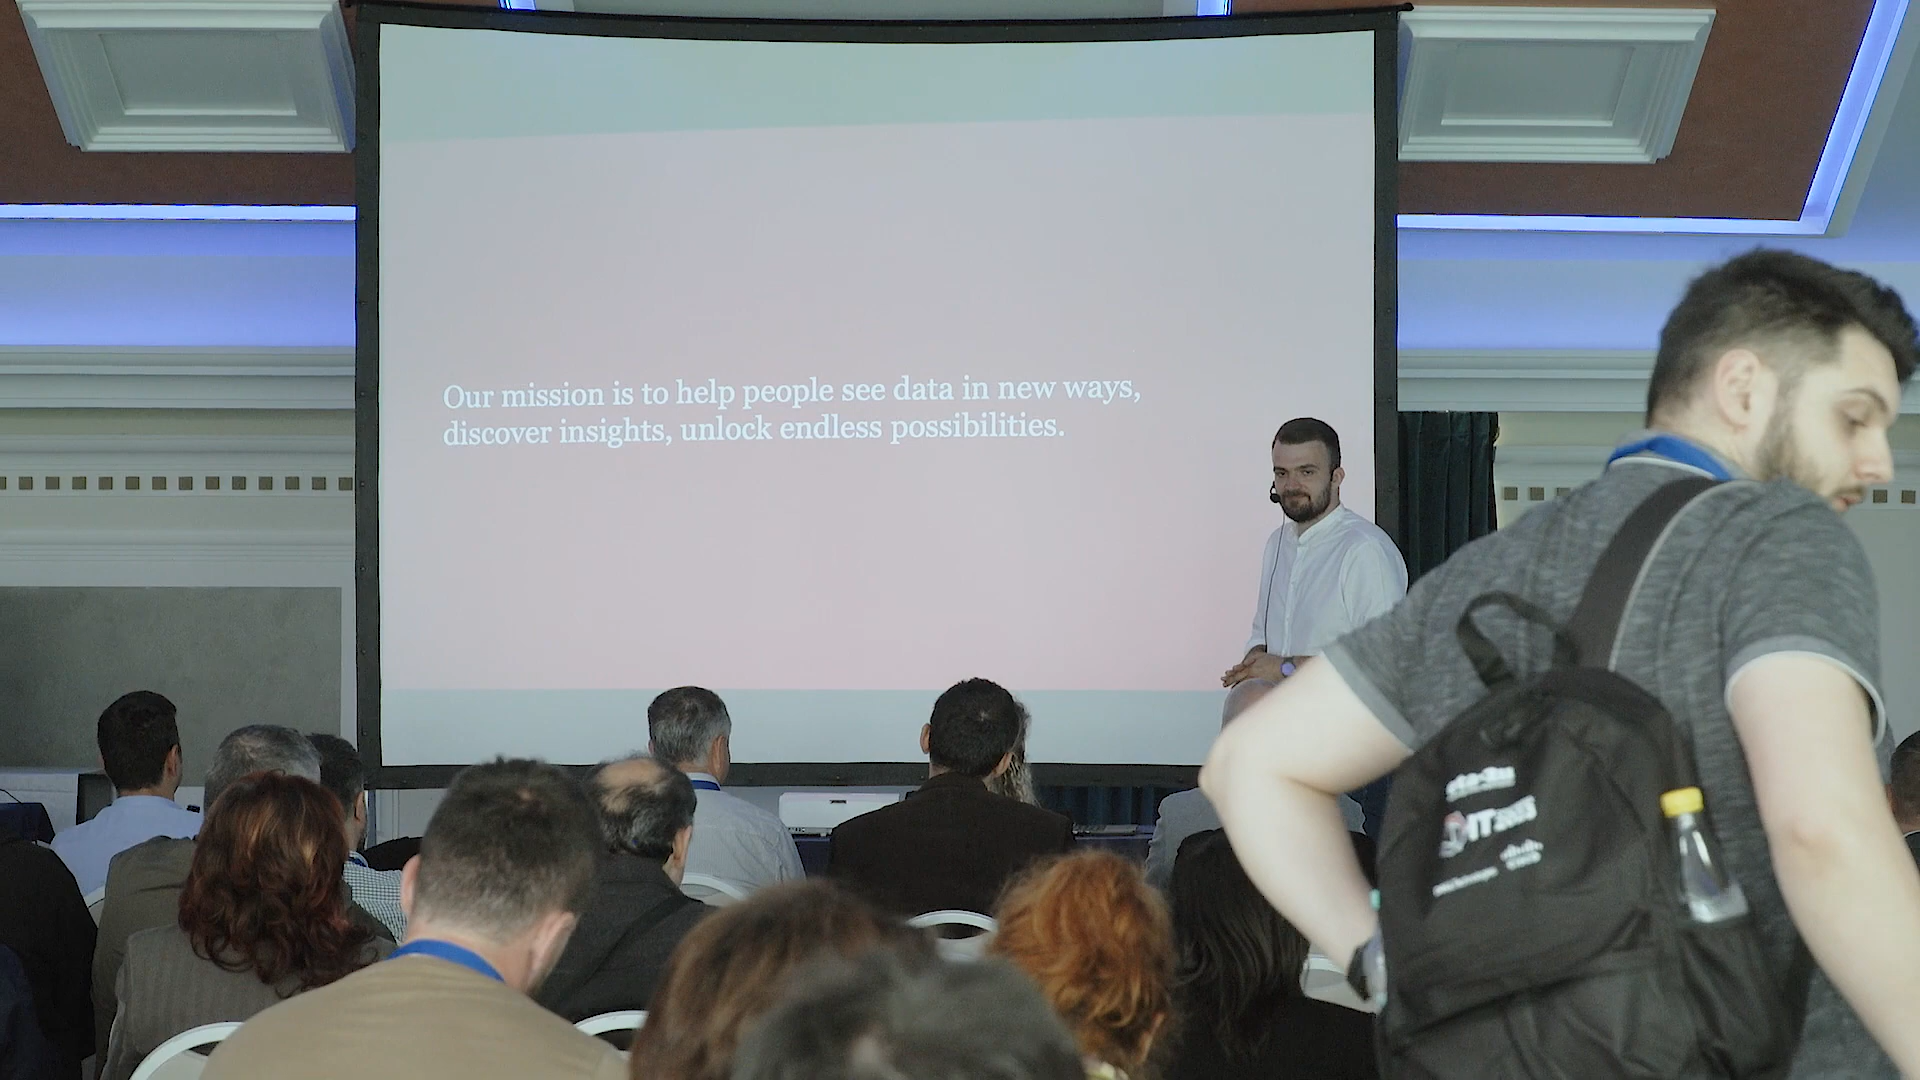 Our mission is to help people see data in new ways,
discover insights, unlock endless possibilities.